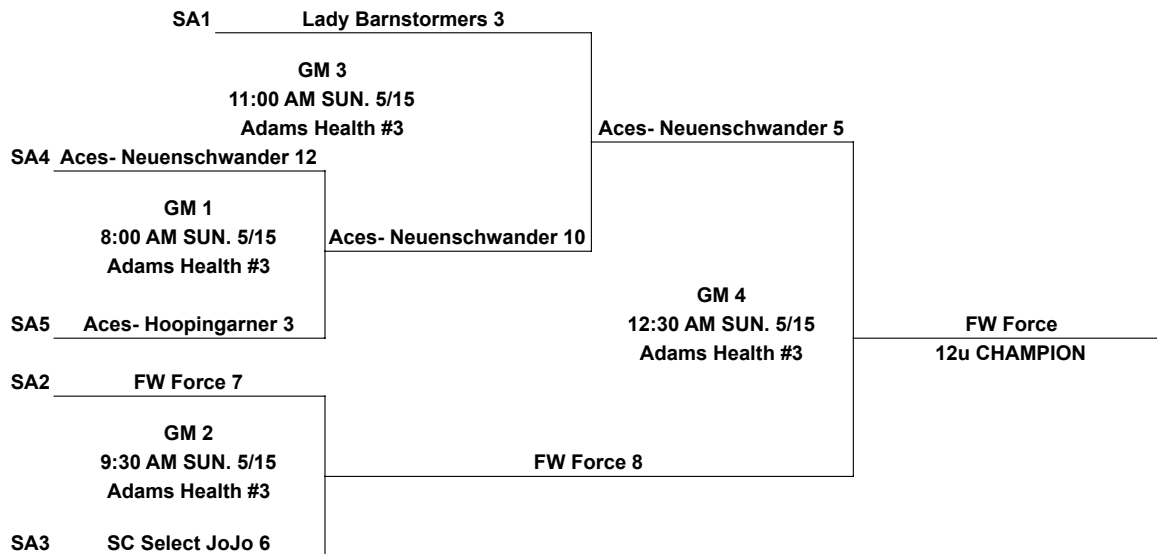 SA1 Lady Barnstormers 3
GM 3
11:00 AM SUN. 5/15
Adams Health #3
Aces- Neuenschwander 5
SA4 Aces- Neuenschwander 12
GM 1
8:00 AM SUN. 5/15
Adams Health #3
Aces- Neuenschwander 10
SA5 Aces- Hoopingarner 3
GM 4
12:30 AM SUN. 5/15
Adams Health #3
FW Force
12u CHAMPION
SA2 FW Force 7
GM 2
9:30 AM SUN. 5/15
Adams Health #3
FW Force 8
SA3 SC Select JoJo 6